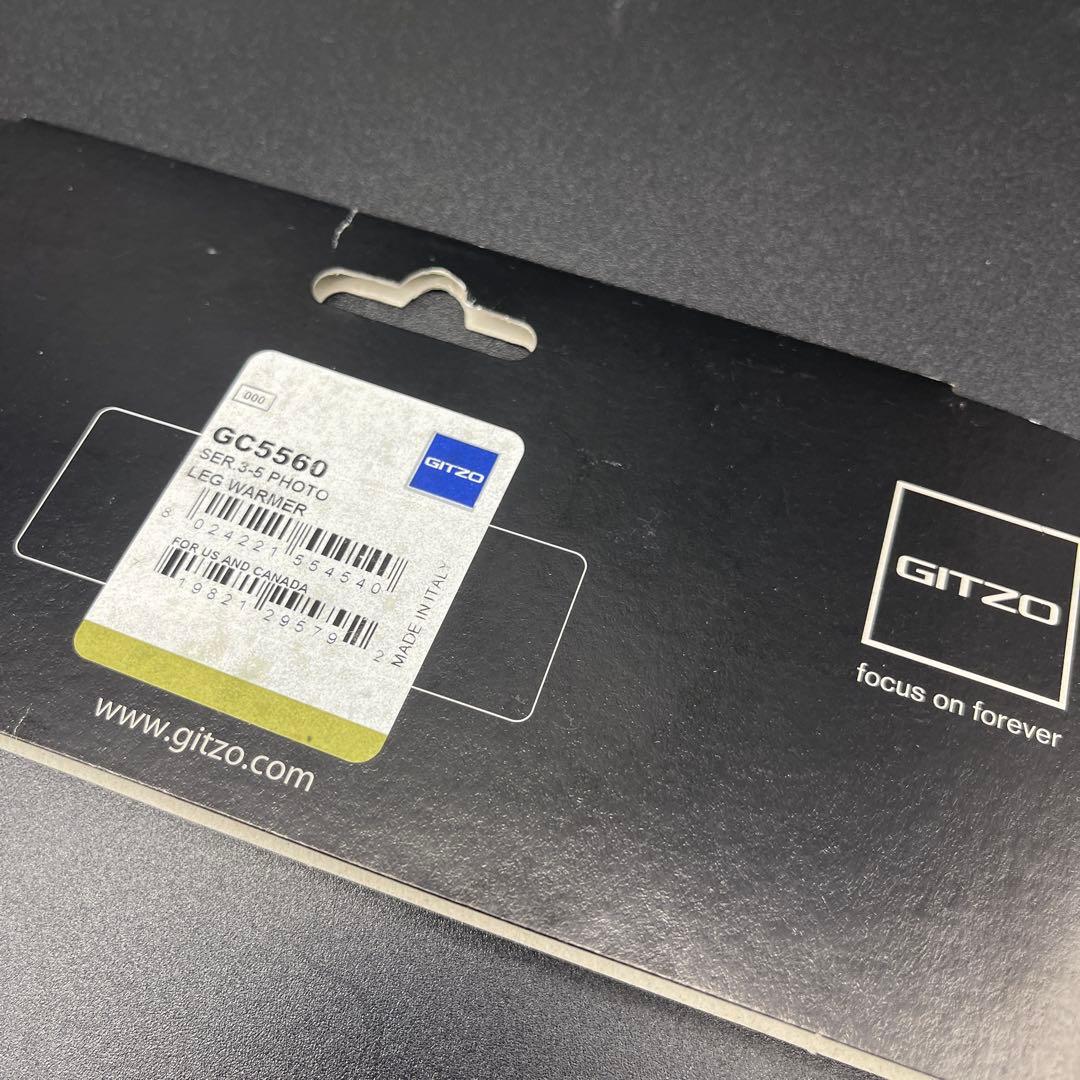 :000
GC5560
SER.3-5 PHOTO
LEG WARMER
GITZO
8 024221 554540
FOR US AND CANADA
7 19821 29579 2
MADE IN ITALY
www.gitzo.com
GITZO
focus on forever